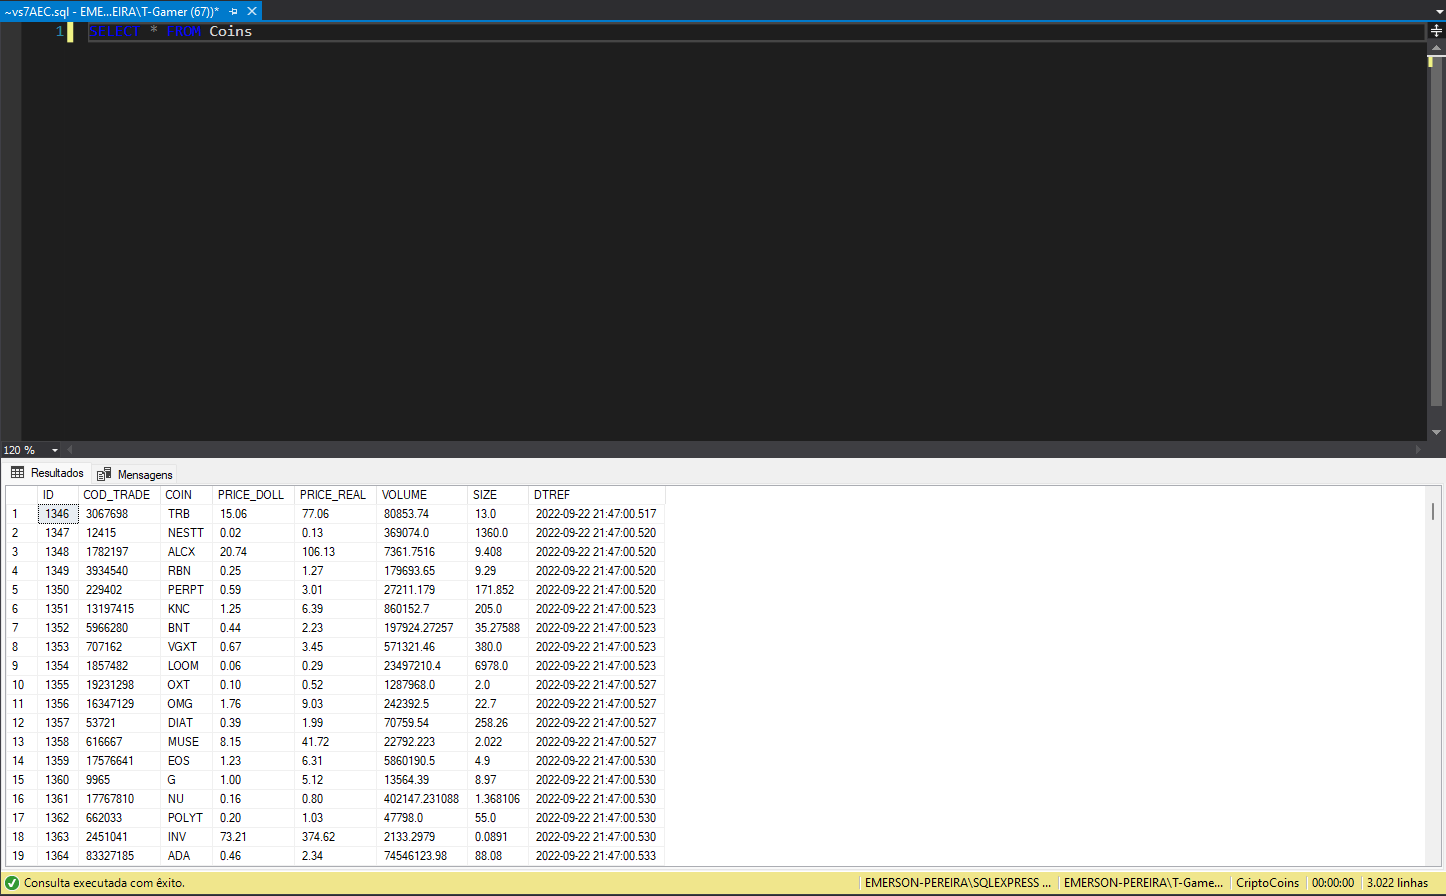 ~vs7AEC.sql - EME...EIRA\T-Gamer (67))*
1 SELECT * FROM Coins
120 %
Resultados Mensagens
ID COD_TRADE COIN PRICE_DOLL PRICE_REAL VOLUME SIZE DTREF
1 1346 3067698 TRB 15.06 77.06 80853.74 13.0 2022-09-22 21:47:00.517
2 1347 12415 NESTT 0.02 0.13 369074.0 1360.0 2022-09-22 21:47:00.520
3 1348 1782197 ALCX 20.74 106.13 7361.7516 9.408 2022-09-22 21:47:00.520
4 1349 3934540 RBN 0.25 1.27 179693.65 9.29 2022-09-22 21:47:00.520
5 1350 229402 PERPT 0.59 3.01 27211.179 171.852 2022-09-22 21:47:00.520
6 1351 13197415 KNC 1.25 6.39 860152.7 205.0 2022-09-22 21:47:00.523
7 1352 5966280 BNT 0.44 2.23 197924.27257 35.27588 2022-09-22 21:47:00.523
8 1353 707162 VGXT 0.67 3.45 571321.46 380.0 2022-09-22 21:47:00.523
9 1354 1857482 LOOM 0.06 0.29 23497210.4 6978.0 2022-09-22 21:47:00.523
10 1355 19231298 OXT 0.10 0.52 1287968.0 2.0 2022-09-22 21:47:00.527
11 1356 16347129 OMG 1.76 9.03 242392.5 22.7 2022-09-22 21:47:00.527
12 1357 53721 DIAT 0.39 1.99 70759.54 258.26 2022-09-22 21:47:00.527
13 1358 616667 MUSE 8.15 41.72 22792.223 2.022 2022-09-22 21:47:00.527
14 1359 17576641 EOS 1.23 6.31 5860190.5 4.9 2022-09-22 21:47:00.530
15 1360 9965 G 1.00 5.12 13564.39 8.97 2022-09-22 21:47:00.530
16 1361 17767810 NU 0.16 0.80 402147.231088 1.368106 2022-09-22 21:47:00.530
17 1362 662033 POLYT 0.20 1.03 47798.0 55.0 2022-09-22 21:47:00.530
18 1363 2451041 INV 73.21 374.62 2133.2979 0.0891 2022-09-22 21:47:00.530
19 1364 83327185 ADA 0.46 2.34 74546123.98 88.08 2022-09-22 21:47:00.533
Consulta executada com êxito. EMERSON-PEREIRA\SQLEXPRESS ... EMERSON-PEREIRA\T-Game... CriptoCoins 00:00:00 3.022 linhas